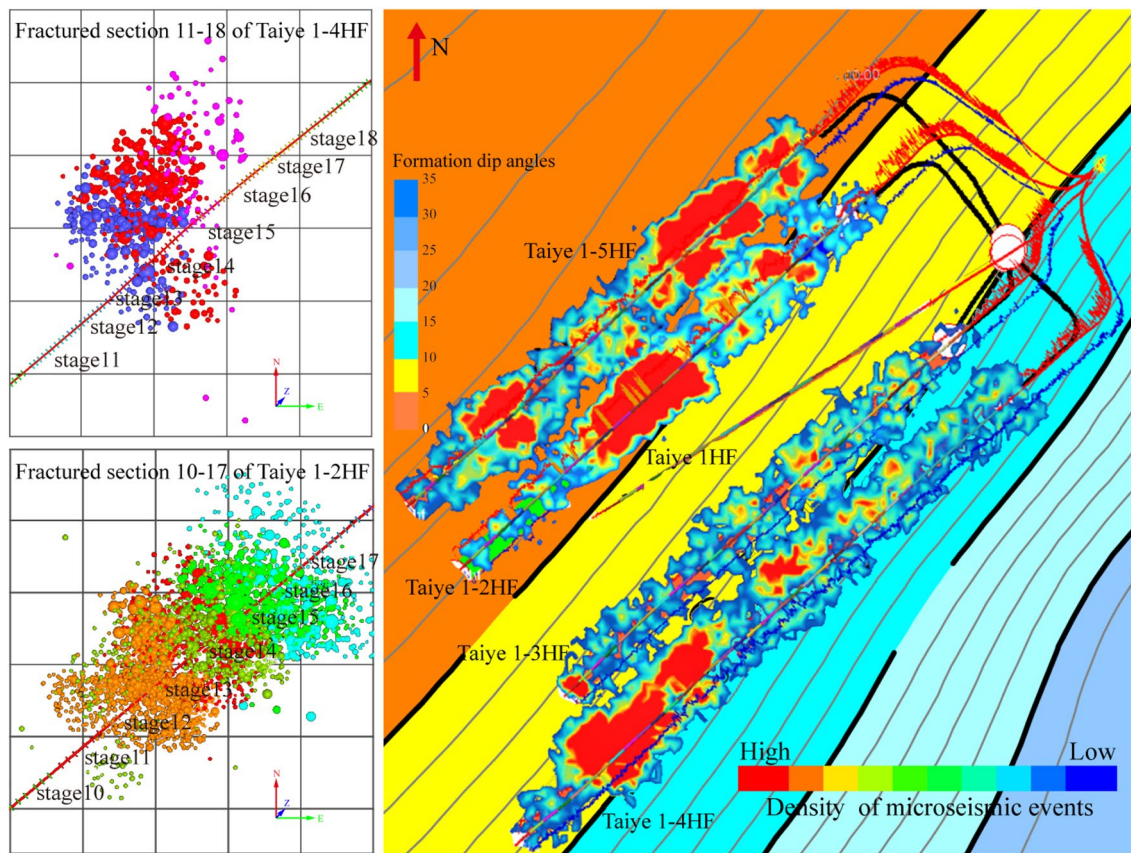 Fractured section 11-18 of Taiye 1-4HF
stage18
stage17
stage16
stage15
stage14
stage13
stage12
stage11
N
Z
E
Fractured section 10-17 of Taiye 1-2HF
stage17
stage16
stage15
stage14
stage13
stage12
stage11
stage10
N
Z
E
N
Formation dip angles
35
30
25
20
15
10
5
0
Taiye 1-5HF
Taiye 1HF
Taiye 1-2HF
Taiye 1-3HF
Taiye 1-4HF
High
Low
Density of microseismic events